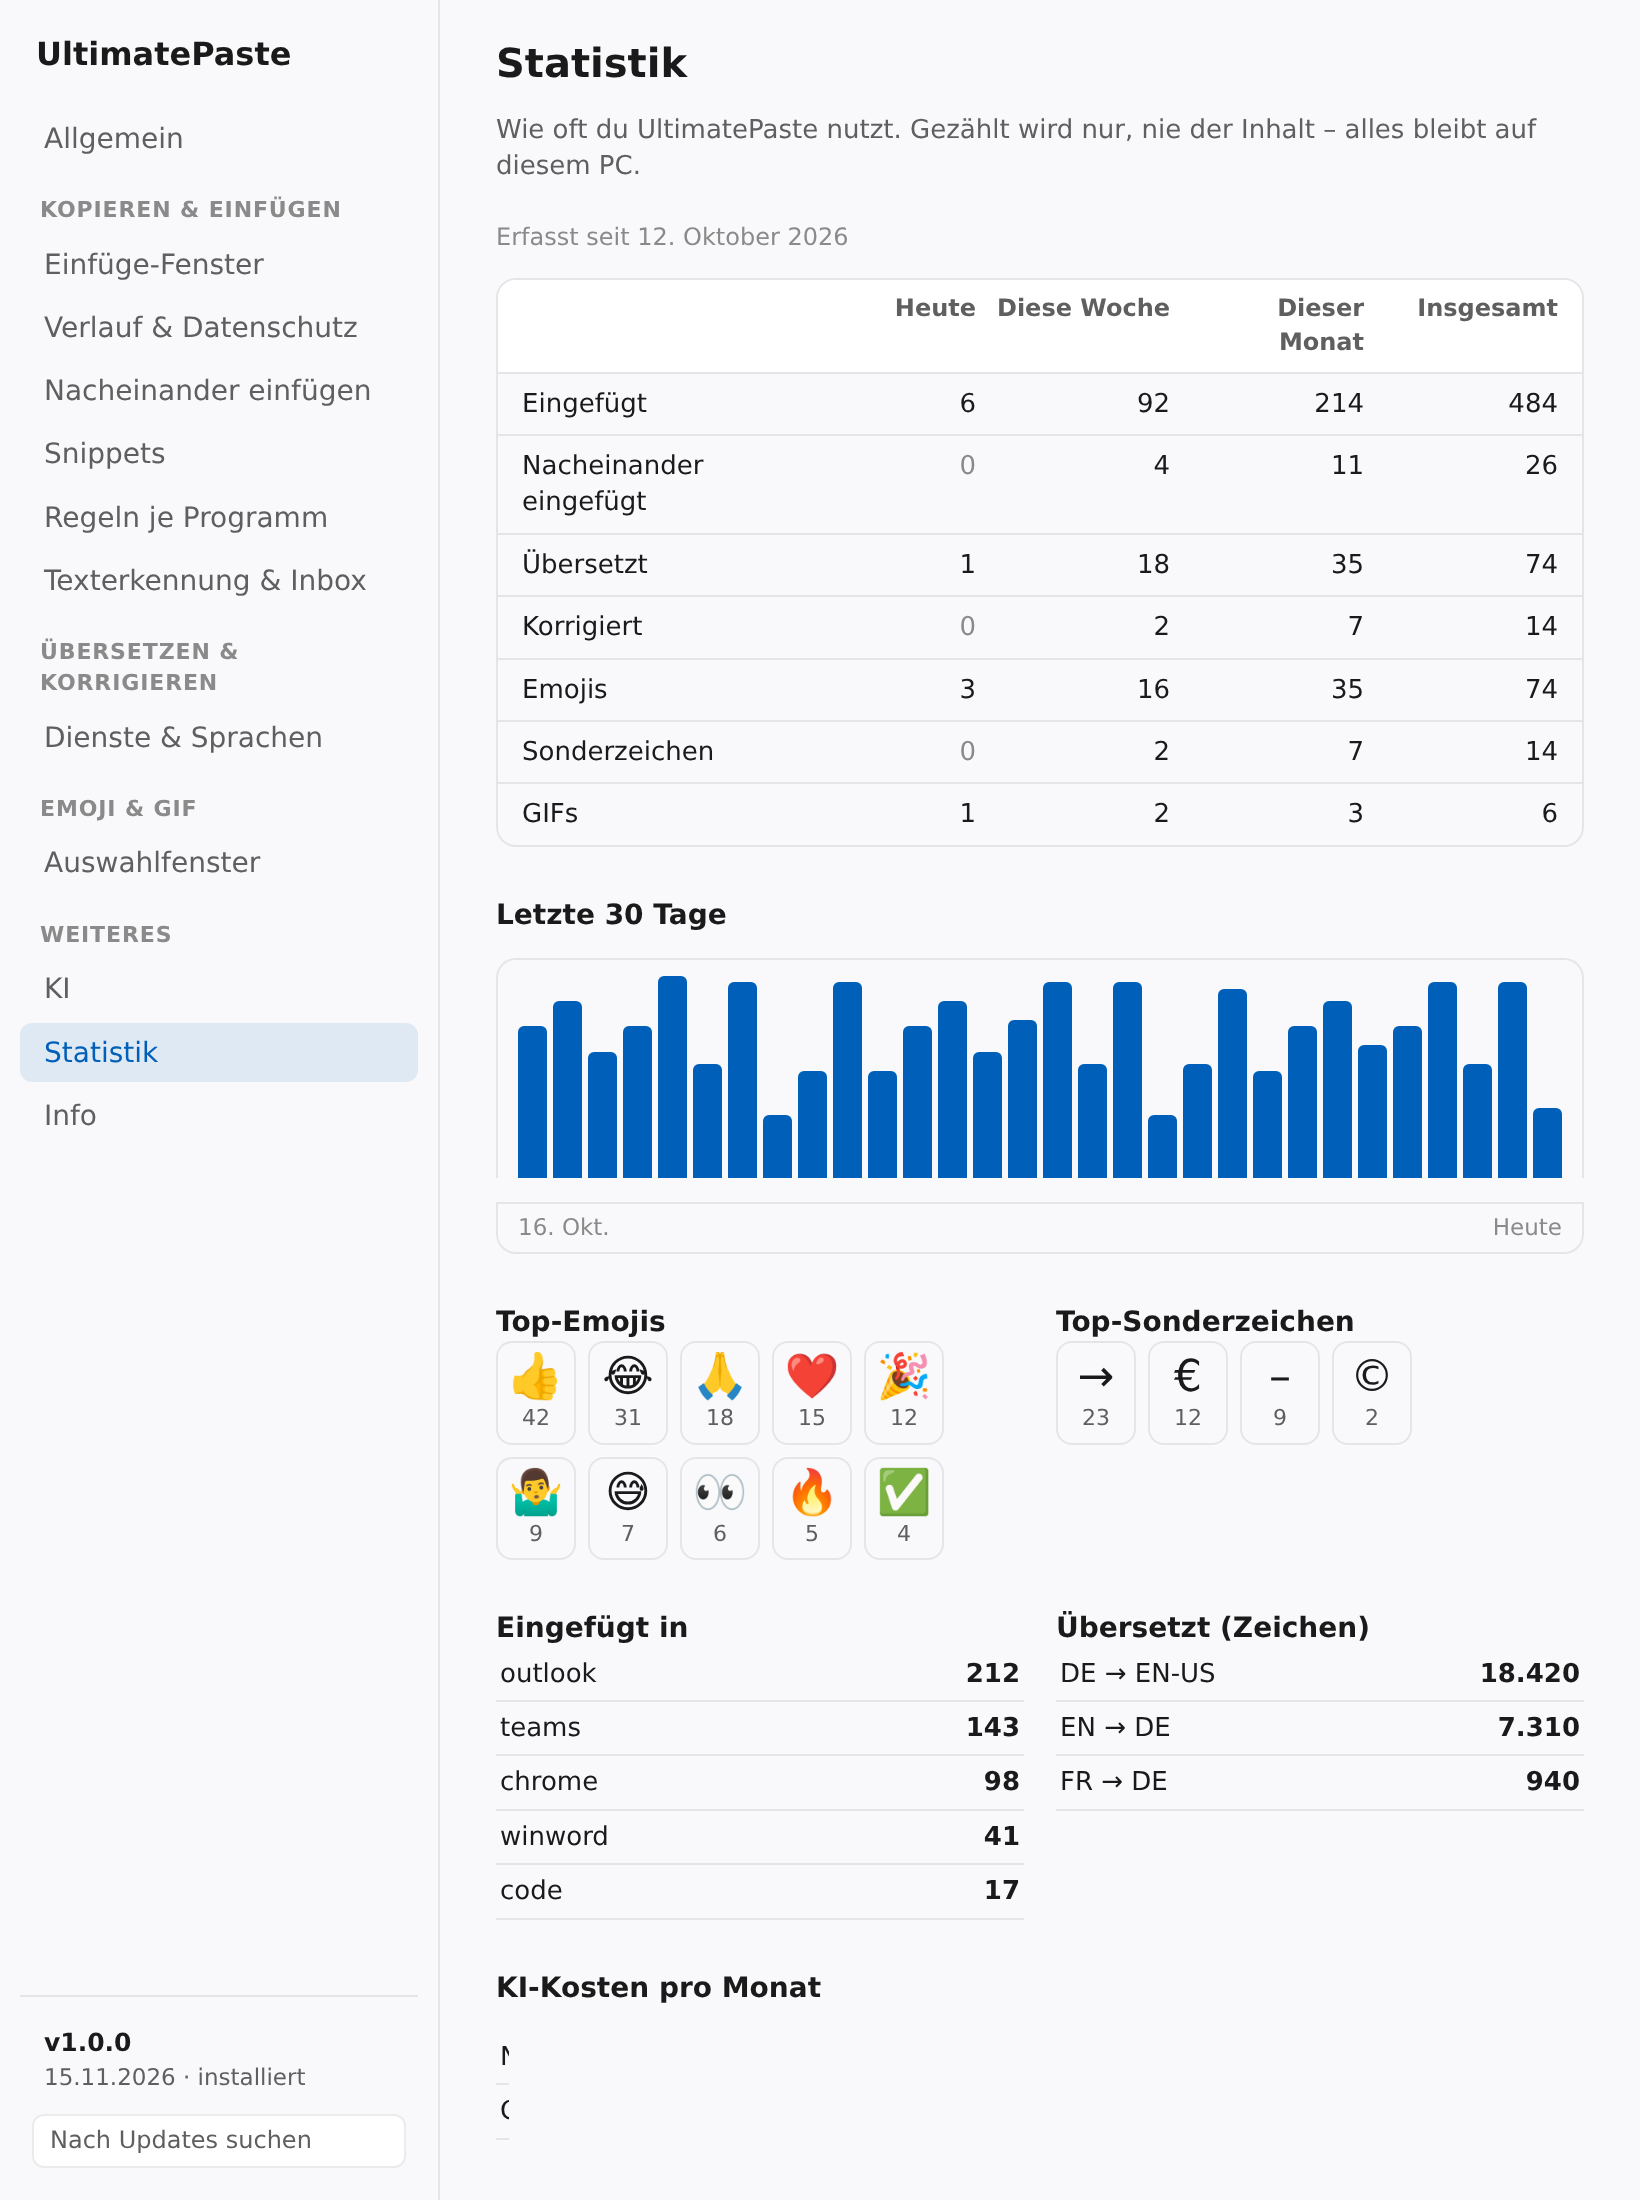 UltimatePaste
Allgemein
KOPIEREN & EINFÜGEN
Einfüge-Fenster
Verlauf & Datenschutz
Nacheinander einfügen
Snippets
Regeln je Programm
Texterkennung & Inbox
ÜBERSETZEN &
KORRIGIEREN
Dienste & Sprachen
EMOJI & GIF
Auswahlfenster
WEITERES
KI
Statistik
Info
v1.0.0
15.11.2026 · installiert
Nach Updates suchen
Statistik
Wie oft du UltimatePaste nutzt. Gezählt wird nur, nie der Inhalt – alles bleibt auf
diesem PC.
Erfasst seit 12. Oktober 2026
Heute Diese Woche Dieser Monat Insgesamt
Eingefügt 6 92 214 484
Nacheinander eingefügt 0 4 11 26
Übersetzt 1 18 35 74
Korrigiert 0 2 7 14
Emojis 3 16 35 74
Sonderzeichen 0 2 7 14
GIFs 1 2 3 6
Letzte 30 Tage
16. Okt. Heute
Top-Emojis
👍 😂 🙏 ❤️ 🎉
42 31 18 15 12
🤷‍♂️ 😅 👀 🔥 ✅
9 7 6 5 4
Top-Sonderzeichen
→ € – ©
23 12 9 2
Eingefügt in
outlook 212
teams 143
chrome 98
winword 41
code 17
Übersetzt (Zeichen)
DE → EN-US 18.420
EN → DE 7.310
FR → DE 940
KI-Kosten pro Monat